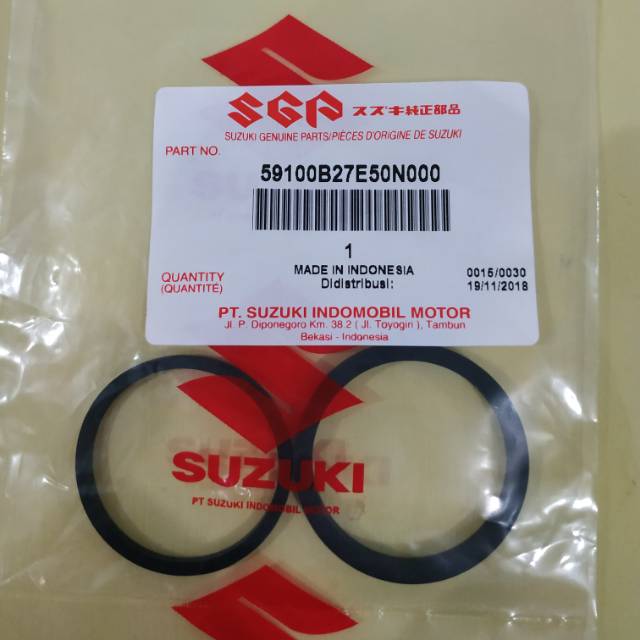 SGP スズキ純正部品
SUZUKI GENUINE PARTS/PIÈCES D'ORIGINE DE SUZUKI
PART NO.
59100B27E50N000
1
QUANTITY
(QUANTITÉ)
MADE IN INDONESIA
Didistribusi:
0015/0030
19/11/2018
PT. SUZUKI INDOMOBIL MOTOR
Jl. P. Diponegoro Km. 38.2 ( Jl. Toyogiri ), Tambun
Bekasi - Indonesia
SUZUKI
PT SUZUKI INDOMOBIL MOTOR